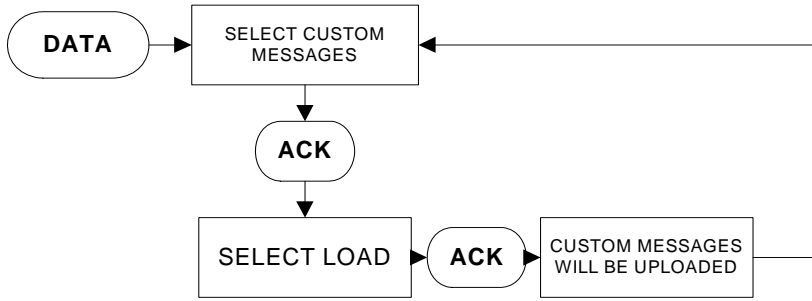 DATA
SELECT CUSTOM
MESSAGES
ACK
SELECT LOAD
ACK
CUSTOM MESSAGES
WILL BE UPLOADED